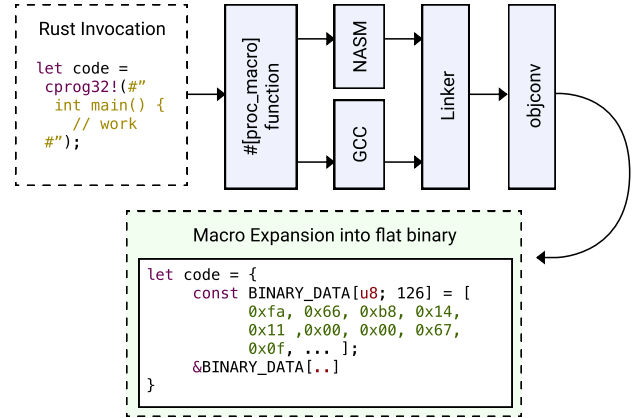 Rust Invocation
let code =
cprog32!(#”
int main() {
// work
#”);
#[proc_macro]
function
NASM
GCC
Linker
objconv
Macro Expansion into flat binary
let code = {
const BINARY_DATA[u8; 126] = [
0xfa, 0x66, 0xb8, 0x14,
0x11 ,0x00, 0x00, 0x67,
0x0f, ... ];
&BINARY_DATA[..]
}